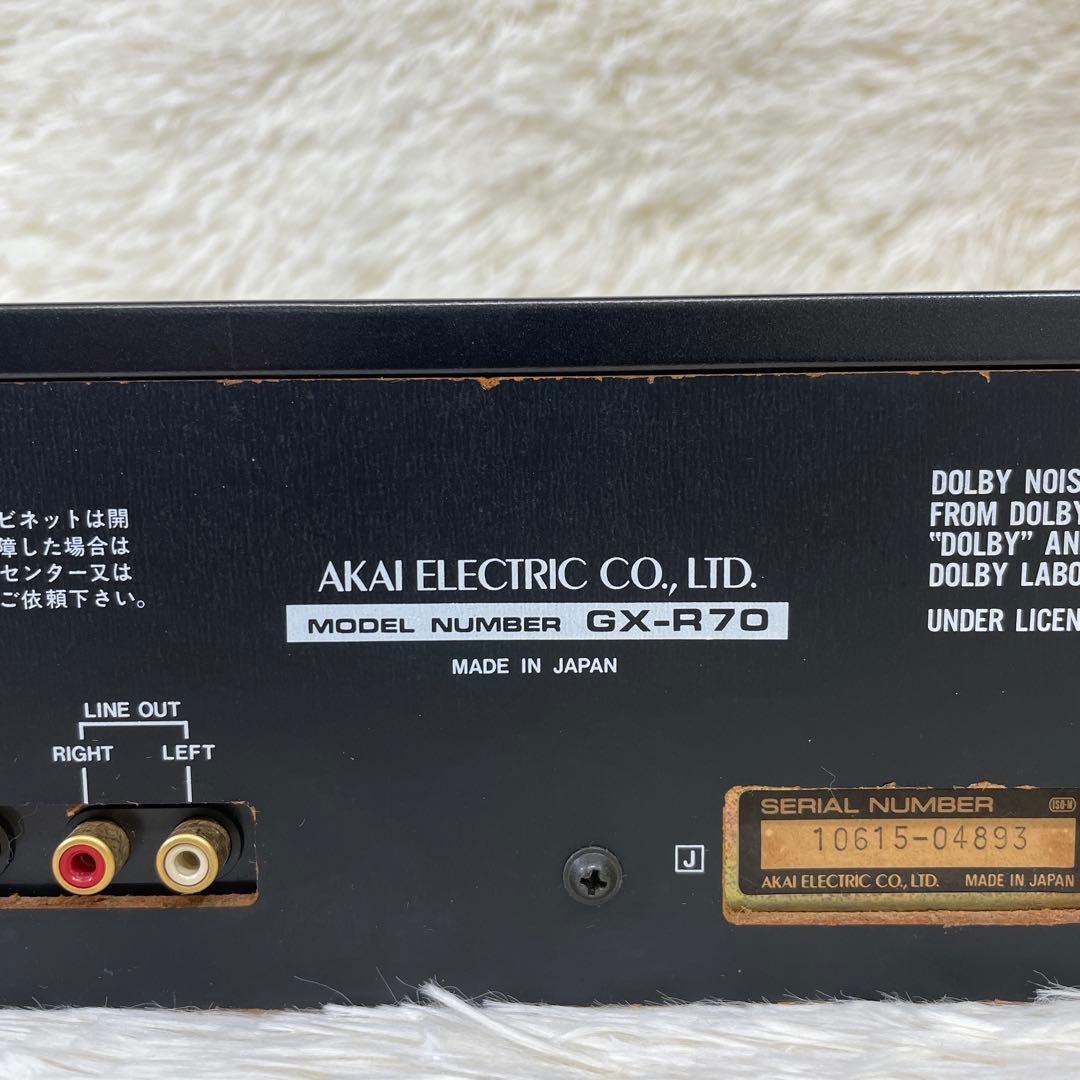 ビネットは開
障した場合は
センター又は
ご依頼下さい。
AKAI ELECTRIC CO., LTD.
MODEL NUMBER GX-R70
MADE IN JAPAN
DOLBY NOIS
FROM DOLBY
"DOLBY" AN
DOLBY LABO
UNDER LICEN
LINE OUT
RIGHT LEFT
J
SERIAL NUMBER ISO-M
10615-04893
AKAI ELECTRIC CO., LTD. MADE IN JAPAN